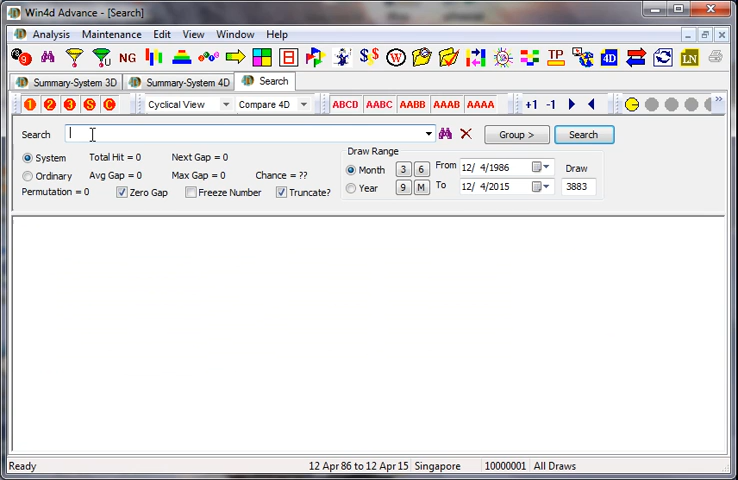 Win4d Advance - [Search]
Analysis Maintenance Edit View Window Help
NG W $ $ TP 4D LN
Summary-System 3D Summary-System 4D Search
1 2 3 S C Cyclical View Compare 4D ABCD AABC AABB AAAB AAAA +1 -1 »
Search Group > Search
System Total Hit = 0 Next Gap = 0
Ordinary Avg Gap = 0 Max Gap = 0 Chance = ??
Permutation = 0 Zero Gap Freeze Number Truncate?
Draw Range
Month 3 6 From 12/ 4/1986 Draw
Year 9 M To 12/ 4/2015 3883
Ready 12 Apr 86 to 12 Apr 15 Singapore 10000001 All Draws